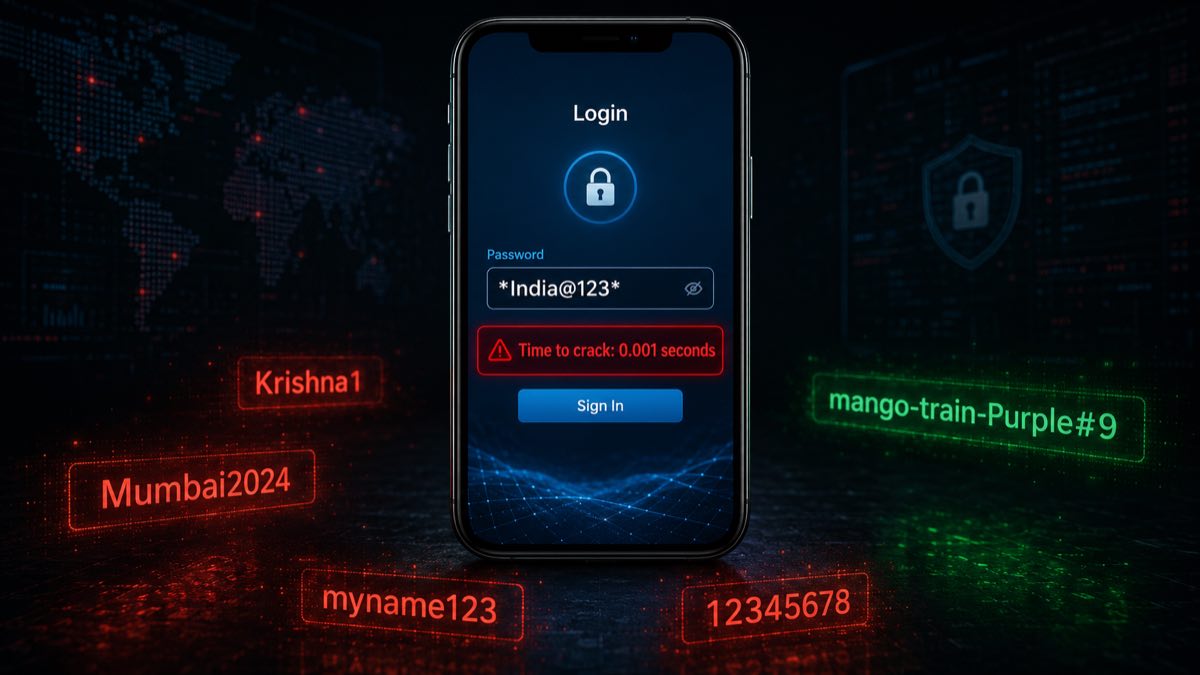 Login
Password
*India@123*
Time to crack: 0.001 seconds
Sign In
Krishna1
Mumbai2024
myname123
12345678
mango-train-Purple#9